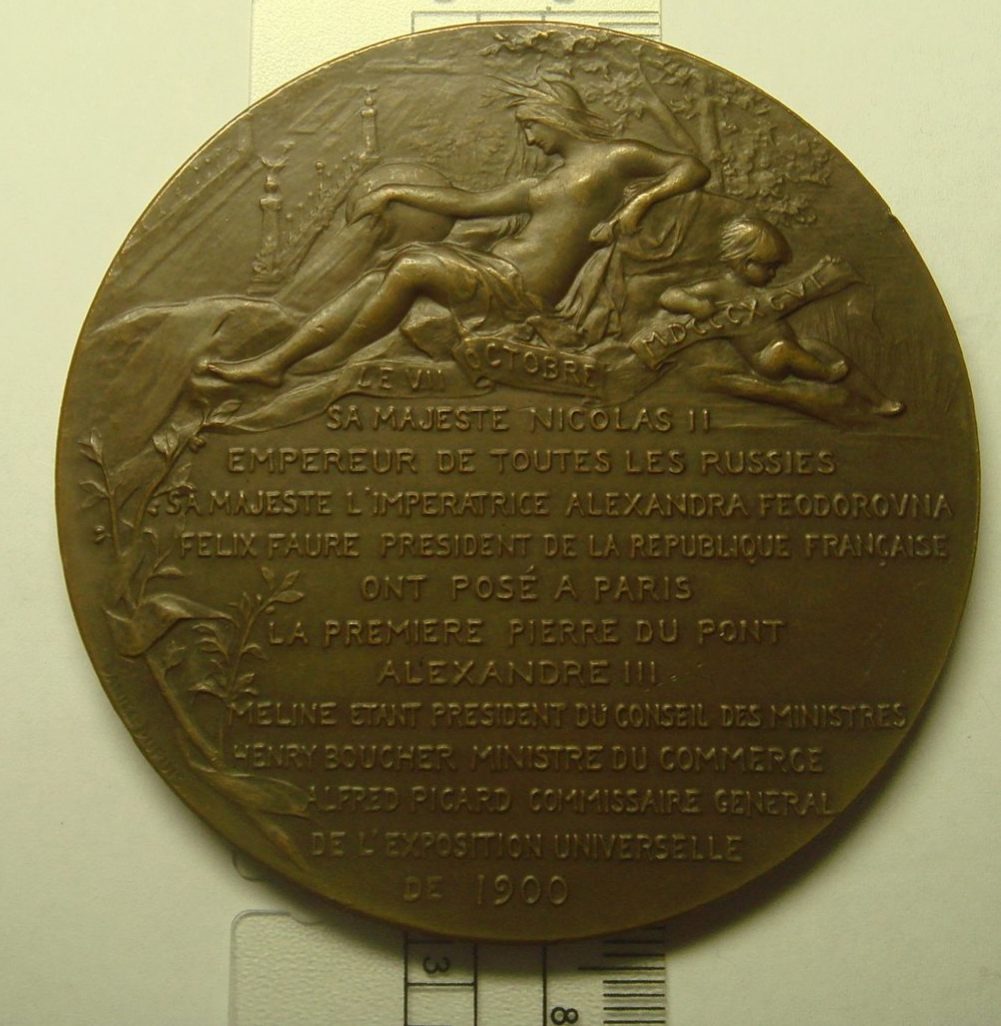 LE VII OCTOBRE MDCCCXCVI
SA MAJESTE NICOLAS II
EMPEREUR DE TOUTES LES RUSSIES
SA MAJESTE L'IMPERATRICE ALEXANDRA FEODOROVNA
FELIX FAURE PRESIDENT DE LA REPUBLIQUE FRANÇAISE
ONT POSÉ A PARIS
LA PREMIERE PIERRE DU PONT
ALEXANDRE III
MELINE ETANT PRESIDENT DU CONSEIL DES MINISTRES
HENRY BOUCHER MINISTRE DU COMMERCE
ALFRED PICARD COMMISSAIRE GENERAL
DE L'EXPOSITION UNIVERSELLE
DE 1900
3
8